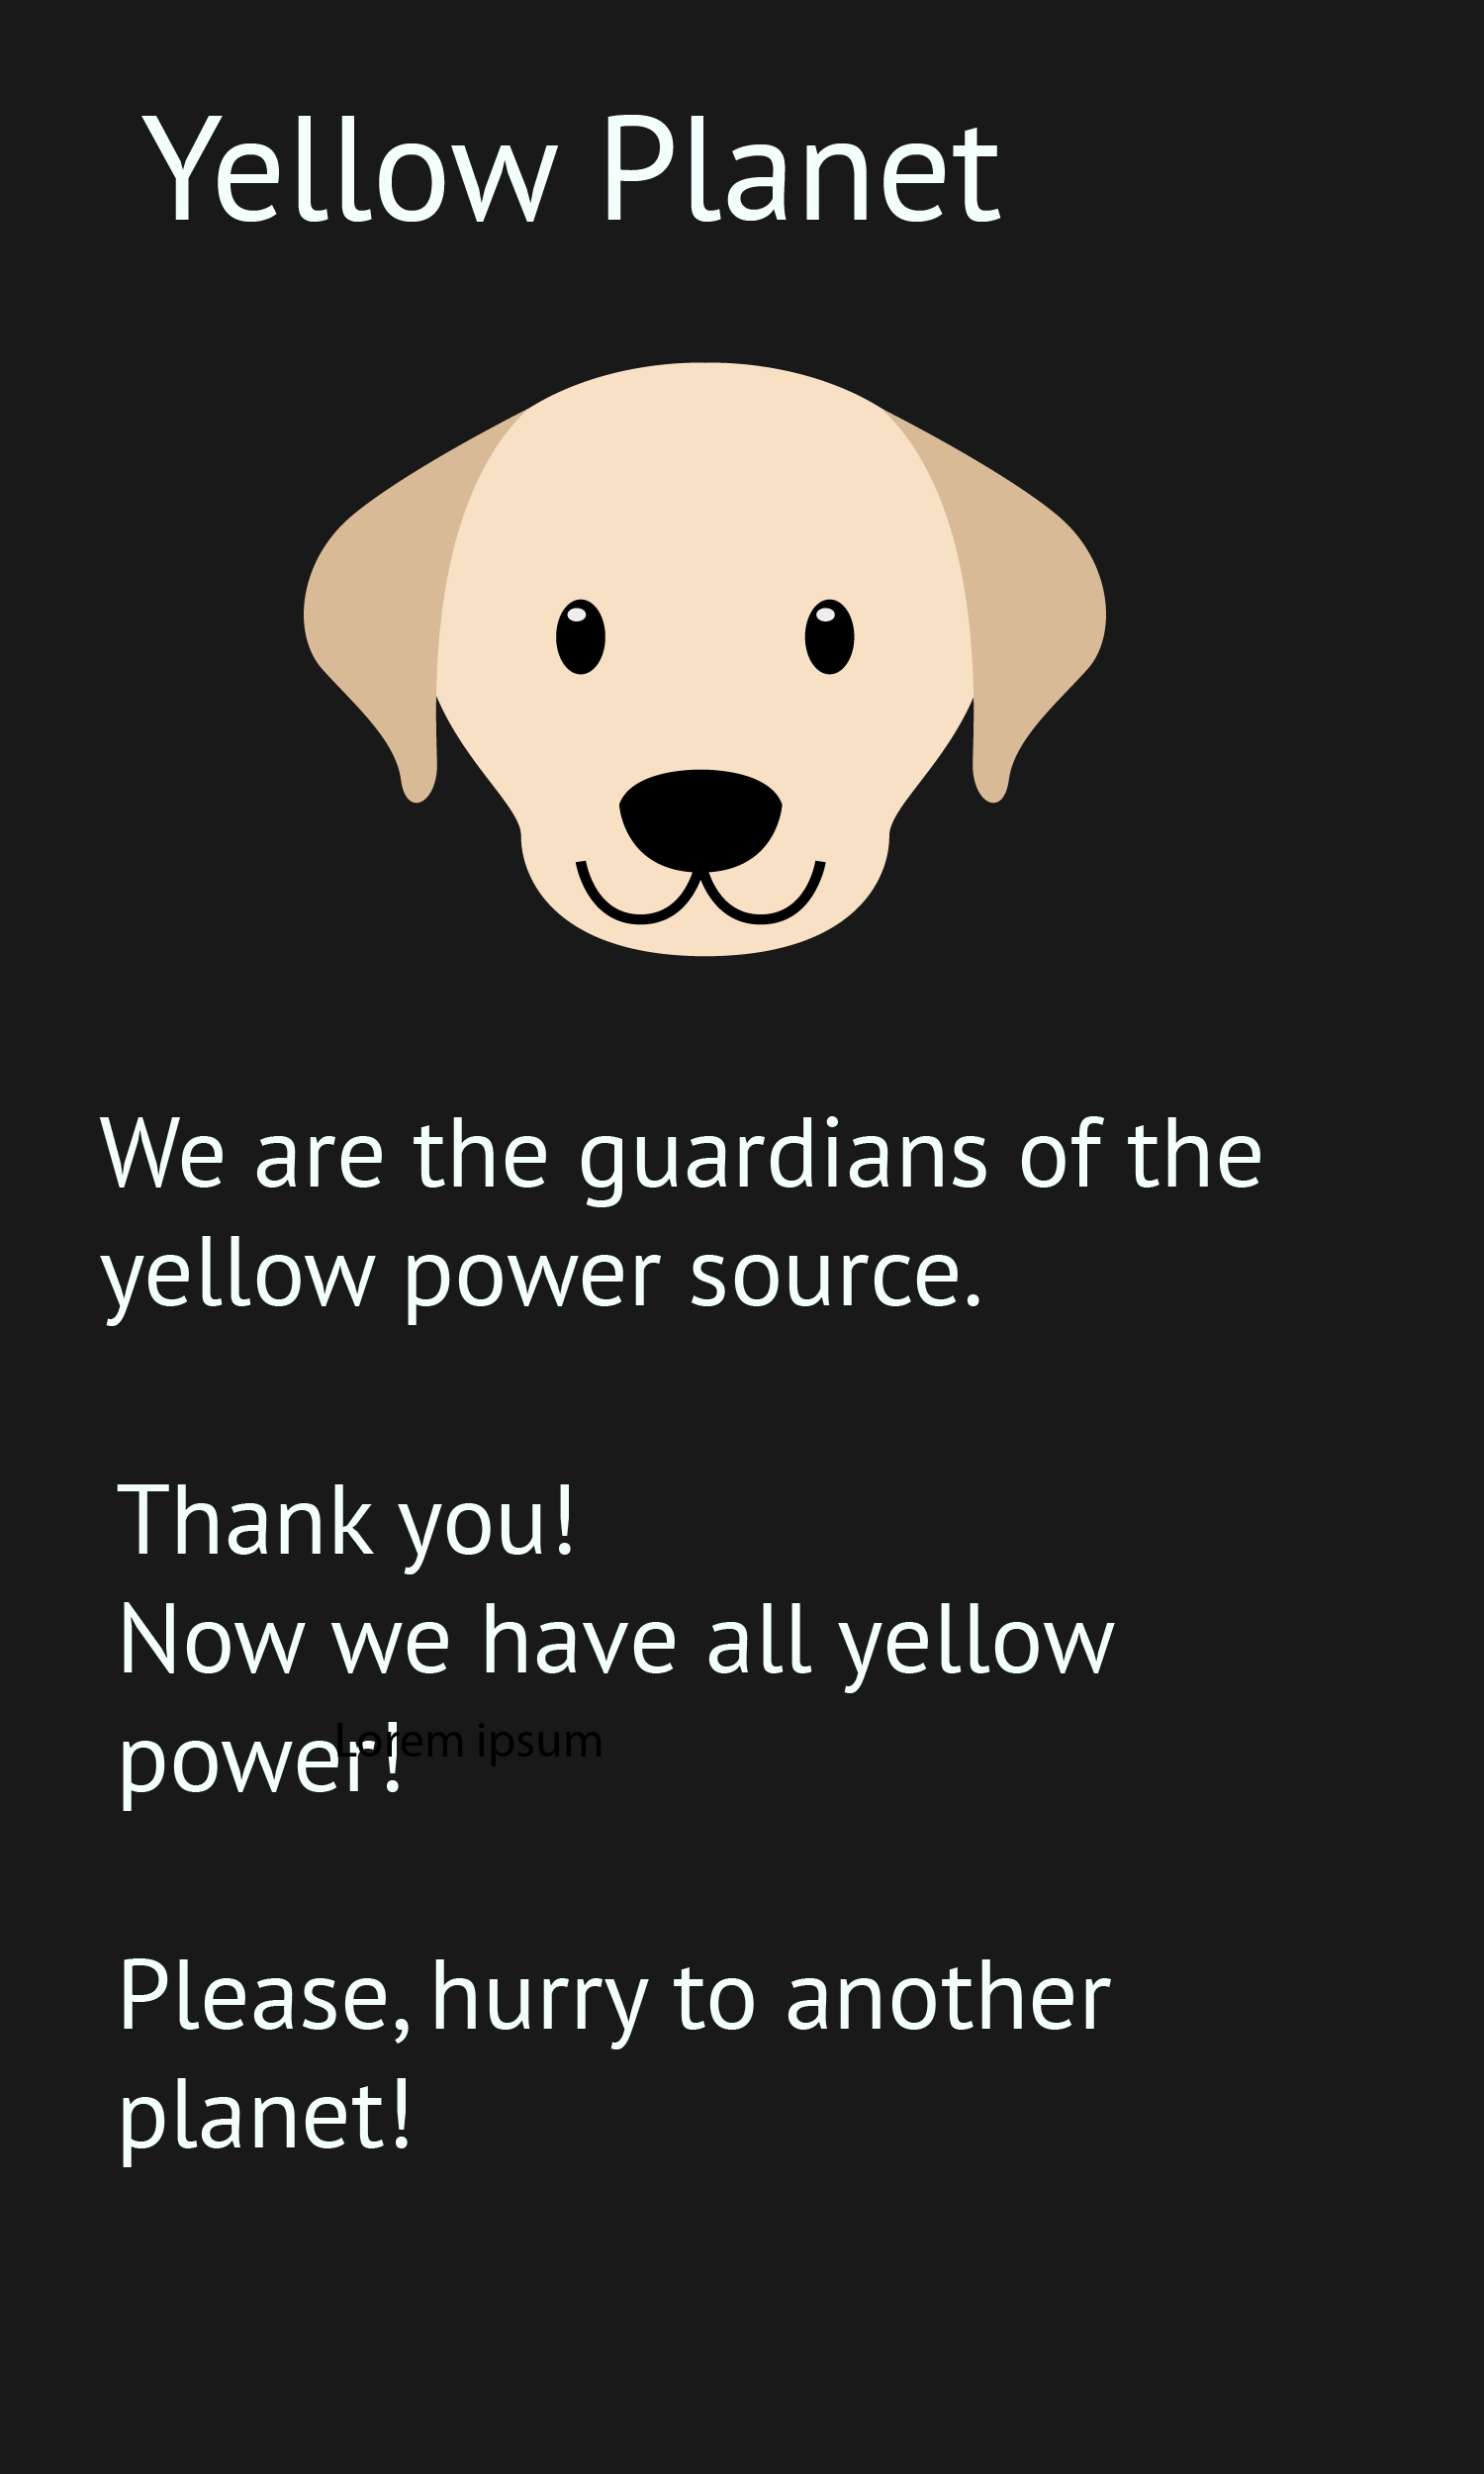 Yellow Planet
We are the guardians of the
yellow power source.
Thank you!
Now we have all yellow
power!
Lorem ipsum
Please, hurry to another
planet!